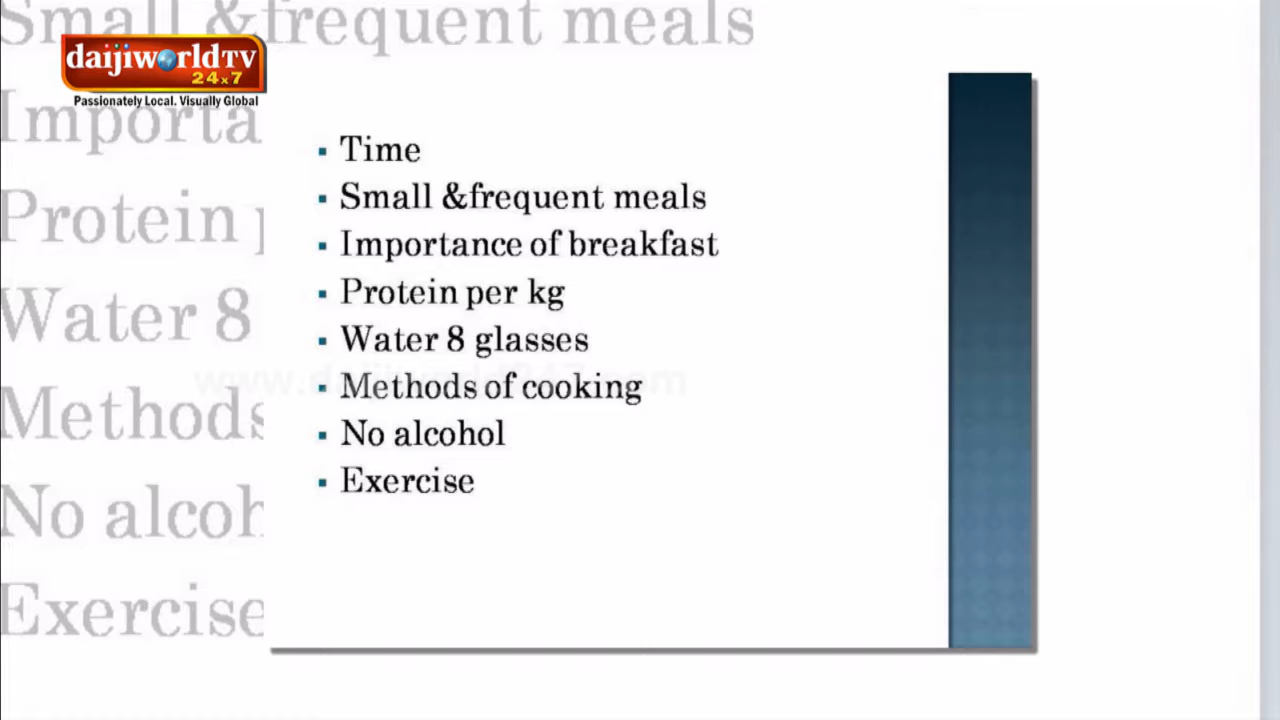 Small &frequent meals
daijiworldTV
24x7
Passionately Local. Visually Global
Importa
Protein p
Water 8
Methods
No alcoh
Exercise
▪ Time
▪ Small &frequent meals
▪ Importance of breakfast
▪ Protein per kg
▪ Water 8 glasses
▪ Methods of cooking
▪ No alcohol
▪ Exercise